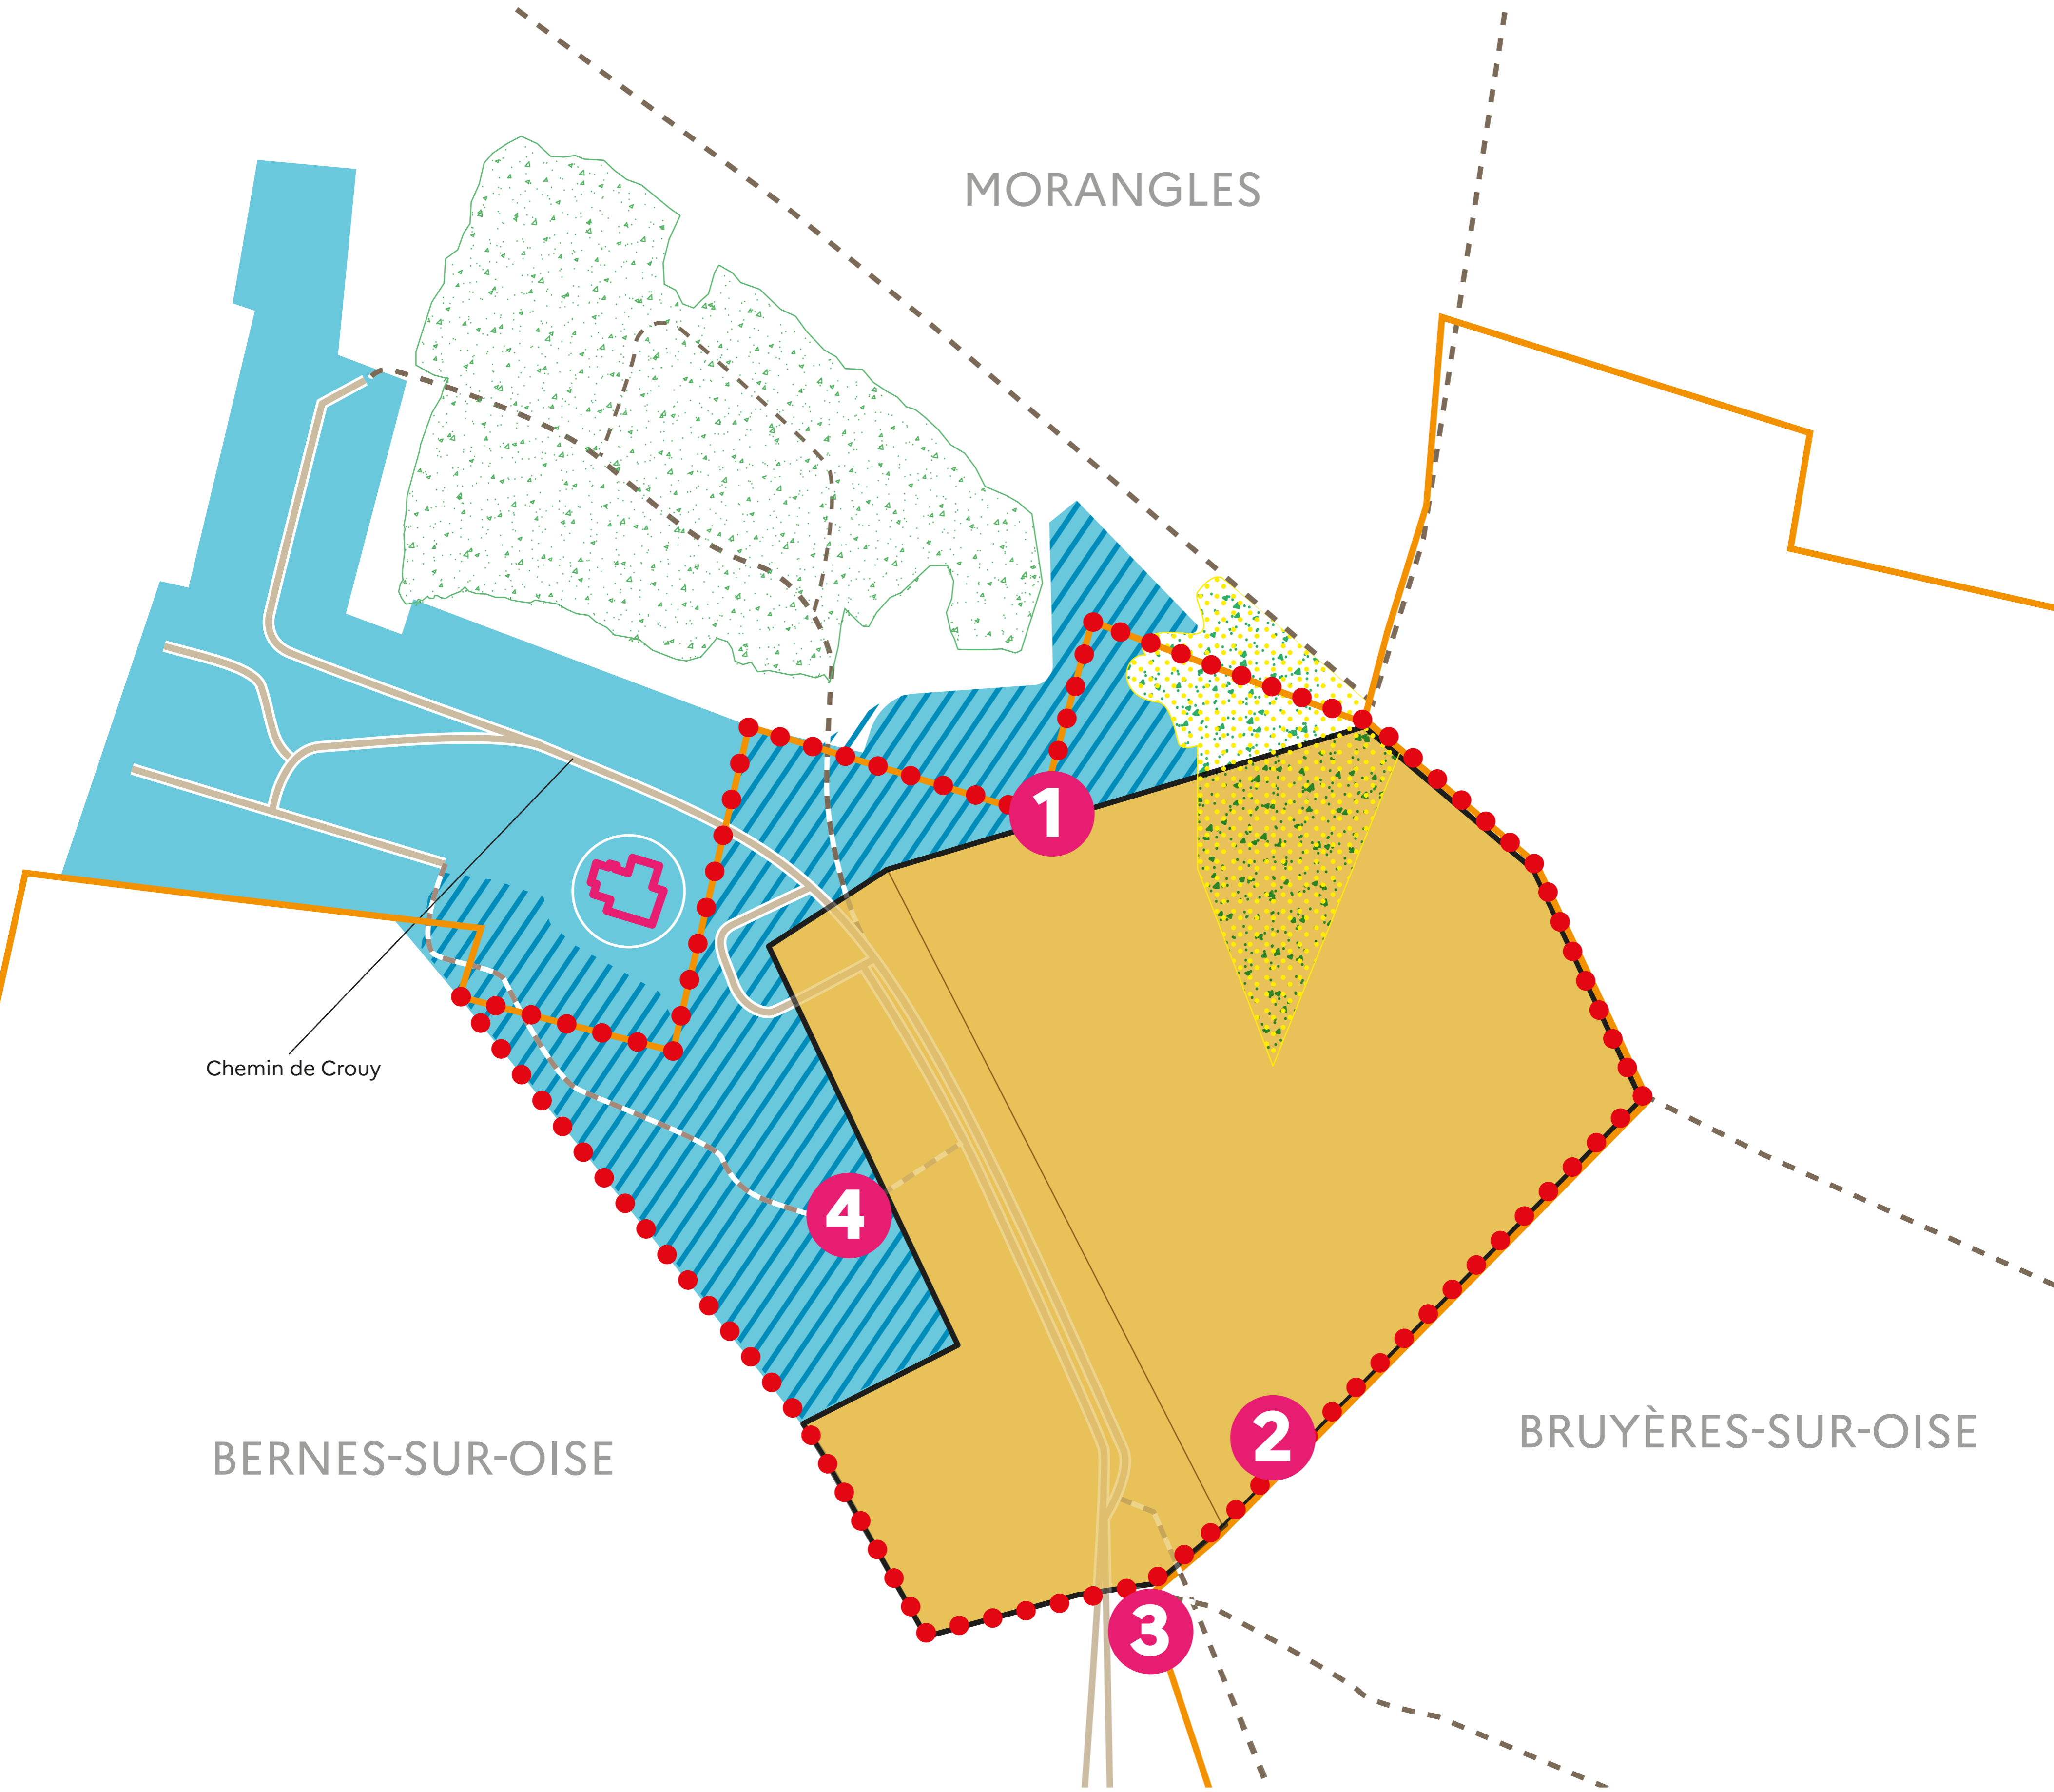 MORANGLES
1
Chemin de Crouy
4
2
BRUYÈRES-SUR-OISE
BERNES-SUR-OISE
3